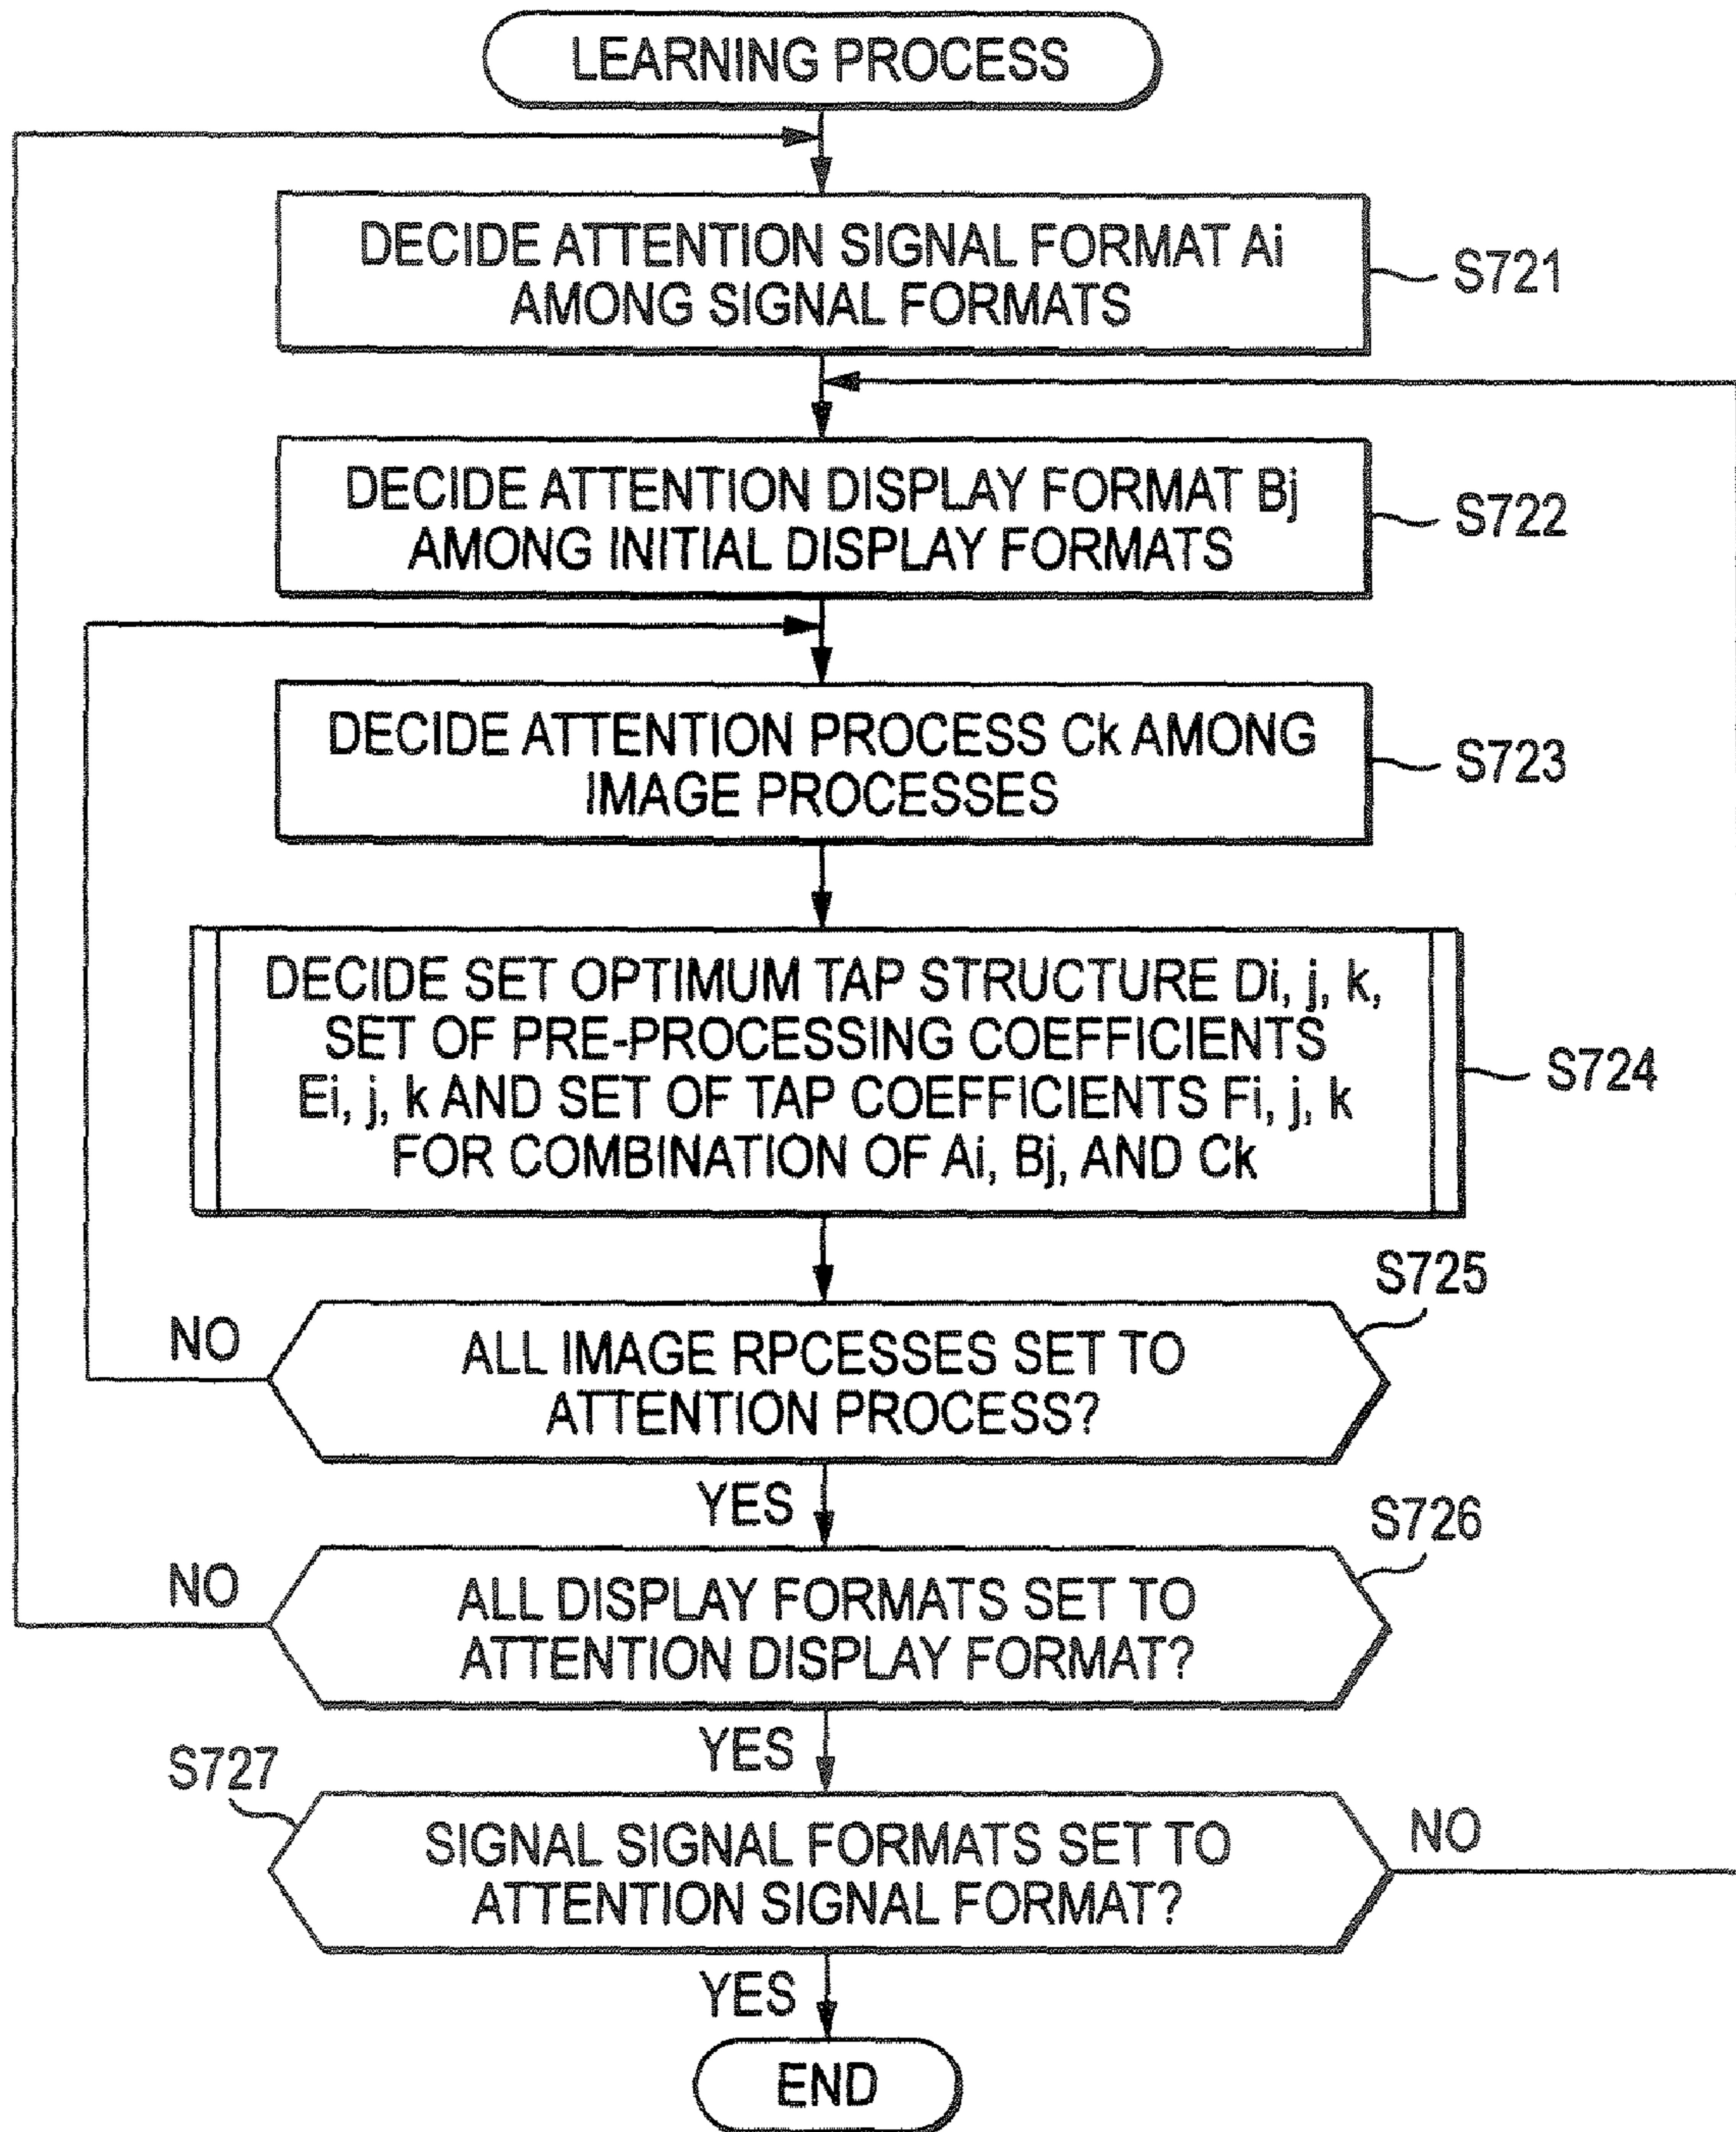 LEARNING PROCESS
DECIDE ATTENTION SIGNAL FORMAT Ai
AMONG SIGNAL FORMATS
S721
DECIDE ATTENTION DISPLAY FORMAT Bj
AMONG INITIAL DISPLAY FORMATS
S722
DECIDE ATTENTION PROCESS Ck AMONG
IMAGE PROCESSES
S723
DECIDE SET OPTIMUM TAP STRUCTURE Di, j, k,
SET OF PRE-PROCESSING COEFFICIENTS
Ei, j, k AND SET OF TAP COEFFICIENTS Fi, j, k
FOR COMBINATION OF Ai, Bj, AND Ck
S724
S725
NO
ALL IMAGE RPCESSES SET TO
ATTENTION PROCESS?
YES
S726
NO
ALL DISPLAY FORMATS SET TO
ATTENTION DISPLAY FORMAT?
YES
S727
SIGNAL SIGNAL FORMATS SET TO
ATTENTION SIGNAL FORMAT?
NO
YES
END